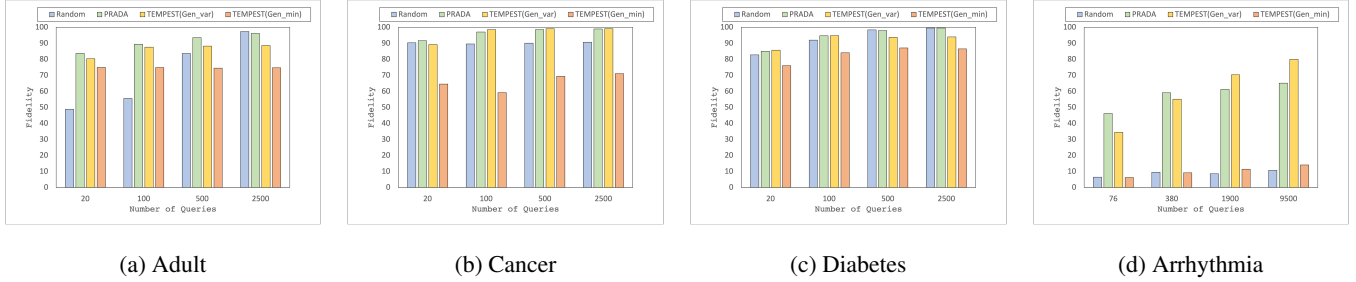 Random PRADA TEMPEST(Gen_var) TEMPEST(Gen_min)
100
90
80
70
60
50
40
30
20
10
0
Fidelity
20 100 500 2500
Number of Queries
(a) Adult
Random PRADA TEMPEST(Gen_var) TEMPEST(Gen_min)
100
90
80
70
60
50
40
30
20
10
0
Fidelity
20 100 500 2500
Number of Queries
(b) Cancer
Random PRADA TEMPEST(Gen_var) TEMPEST(Gen_min)
100
90
80
70
60
50
40
30
20
10
0
Fidelity
20 100 500 2500
Number of Queries
(c) Diabetes
Random PRADA TEMPEST(Gen_var) TEMPEST(Gen_min)
100
90
80
70
60
50
40
30
20
10
0
Fidelity
76 380 1900 9500
Number of Queries
(d) Arrhythmia